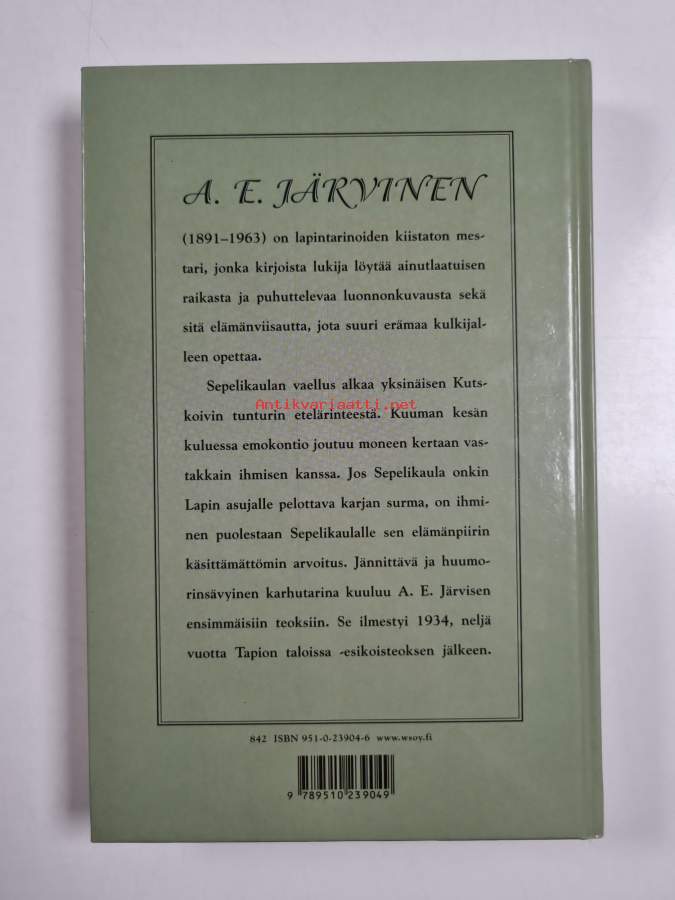 A. E. JÄRVINEN
(1891–1963) on lapintarinoiden kiistaton mes-
tari, jonka kirjoista lukija löytää ainutlaatuisen
raikasta ja puhuttelevaa luonnonkuvausta sekä
sitä elämänviisautta, jota suuri erämaa kulkijal-
leen opettaa.
Sepelikaulan vaellus alkaa yksinäisen Kuts-
koivin tunturin etelärinteestä. Kuuman kesän
Antikvariaatti.net
kuluessa emokontio joutuu moneen kertaan vas-
takkain ihmisen kanssa. Jos Sepelikaula onkin
Lapin asujalle pelottava karjan surma, on ihmi-
nen puolestaan Sepelikaulalle sen elämänpiirin
käsittämättömin arvoitus. Jännittävä ja huumo-
rinsävyinen karhutarina kuuluu A. E. Järvisen
ensimmäisiin teoksiin. Se ilmestyi 1934, neljä
vuotta Tapion taloissa -esikoisteoksen jälkeen.
842 ISBN 951-0-23904-6 www.wsoy.fi
9 789510 239049